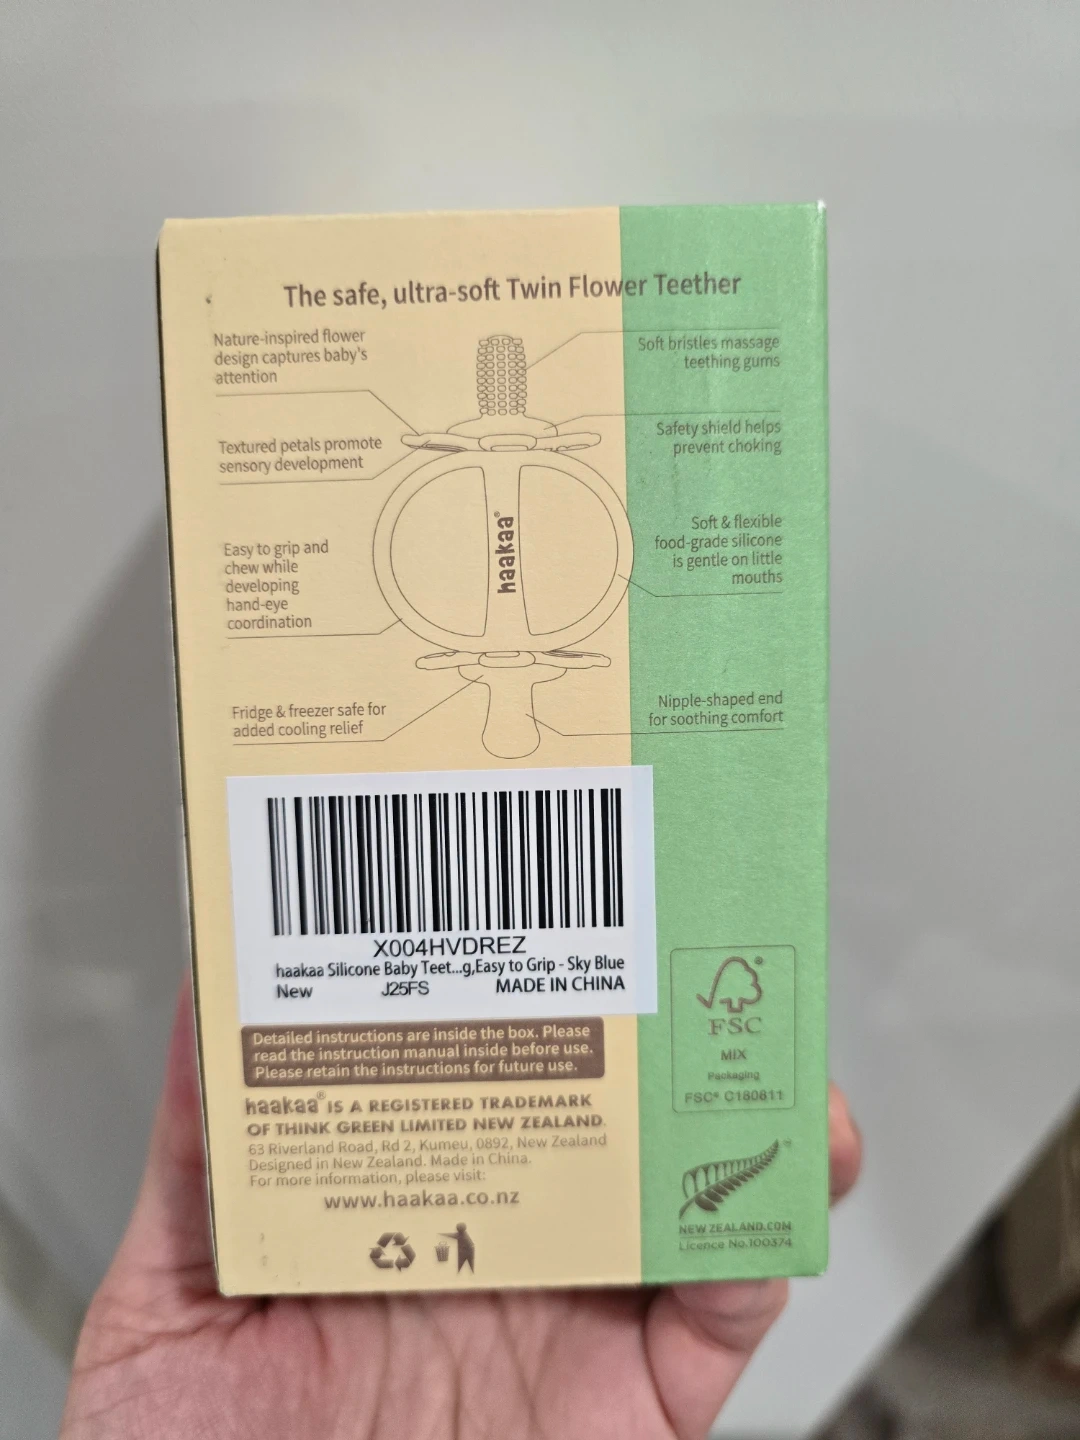 The safe, ultra-soft Twin Flower Teether
Nature-inspired flower
design captures baby's
attention
Soft bristles massage
teething gums
Textured petals promote
sensory development
Safety shield helps
prevent choking
Easy to grip and
chew while
developing
hand-eye
coordination
haakaa®
Soft & flexible
food-grade silicone
is gentle on little
mouths
Fridge & freezer safe for
added cooling relief
Nipple-shaped end
for soothing comfort
X004HVDREZ
haakaa Silicone Baby Teet...g,Easy to Grip - Sky Blue
New J25FS MADE IN CHINA
Detailed instructions are inside the box. Please
read the instruction manual inside before use.
Please retain the instructions for future use.
haakaa® IS A REGISTERED TRADEMARK
OF THINK GREEN LIMITED NEW ZEALAND.
63 Riverland Road, Rd 2, Kumeu, 0892, New Zealand
Designed in New Zealand. Made in China.
For more information, please visit:
www.haakaa.co.nz
®
FSC
MIX
Packaging
FSC® C180811
™
NEWZEALAND.COM
Licence No.100374